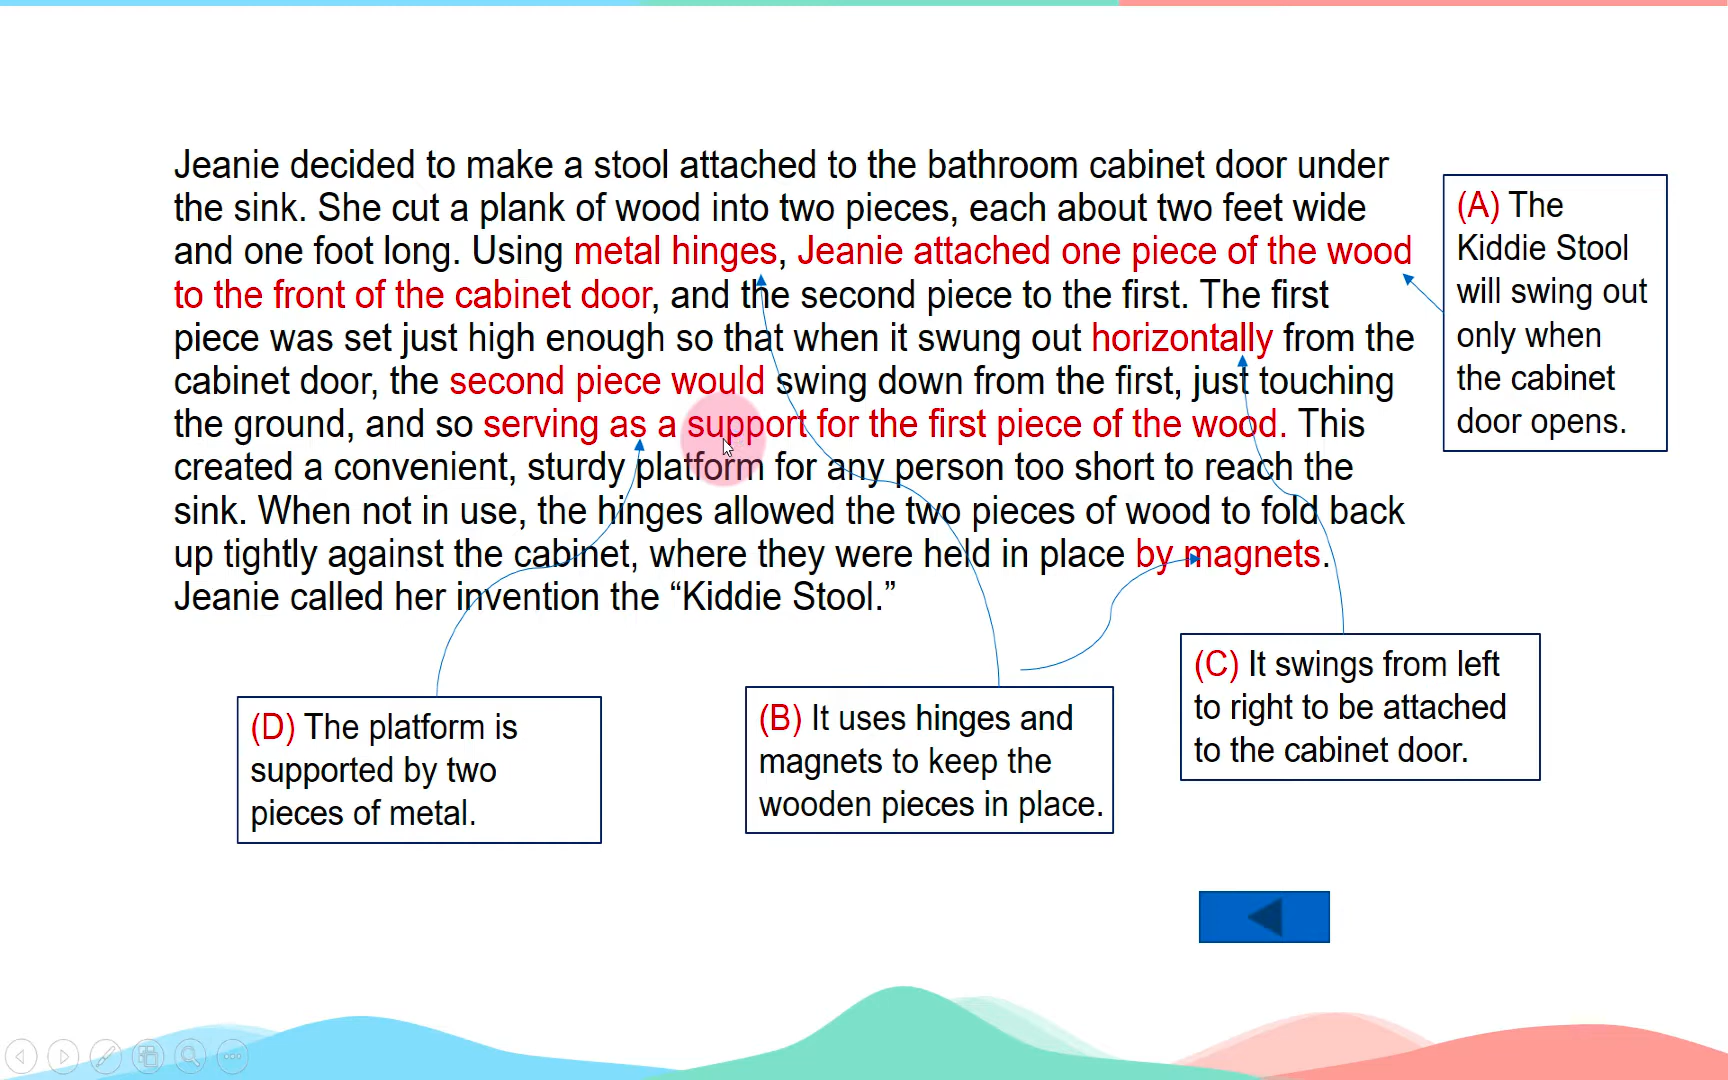 Jeanie decided to make a stool attached to the bathroom cabinet door under
the sink. She cut a plank of wood into two pieces, each about two feet wide
and one foot long. Using metal hinges, Jeanie attached one piece of the wood
to the front of the cabinet door, and the second piece to the first. The first
piece was set just high enough so that when it swung out horizontally from the
cabinet door, the second piece would swing down from the first, just touching
the ground, and so serving as a support for the first piece of the wood. This
created a convenient, sturdy platform for any person too short to reach the
sink. When not in use, the hinges allowed the two pieces of wood to fold back
up tightly against the cabinet, where they were held in place by magnets.
Jeanie called her invention the “Kiddie Stool.”
(A) The
Kiddie Stool
will swing out
only when
the cabinet
door opens.
(D) The platform is
supported by two
pieces of metal.
(B) It uses hinges and
magnets to keep the
wooden pieces in place.
(C) It swings from left
to right to be attached
to the cabinet door.